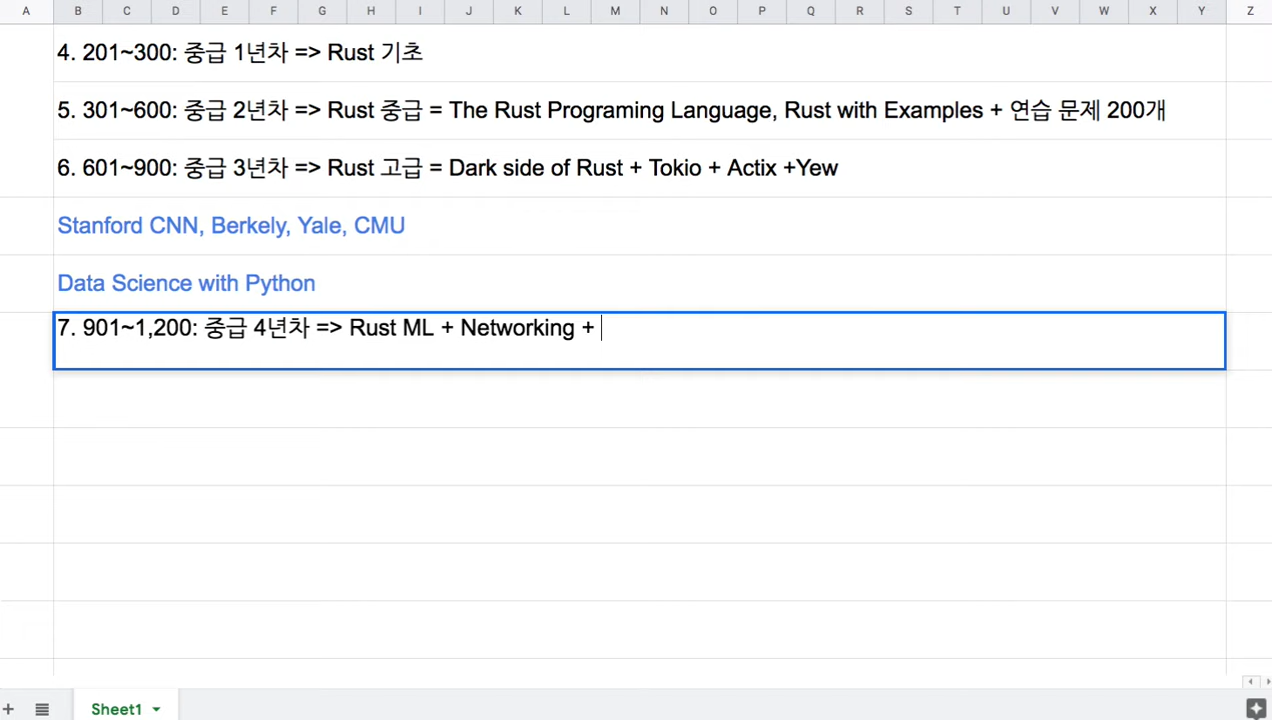 A B C D E F G H I J K L M N O P Q R S T U V W X Y Z
4. 201~300: 중급 1년차 => Rust 기초
5. 301~600: 중급 2년차 => Rust 중급 = The Rust Programing Language, Rust with Examples + 연습 문제 200개
6. 601~900: 중급 3년차 => Rust 고급 = Dark side of Rust + Tokio + Actix +Yew
Stanford CNN, Berkely, Yale, CMU
Data Science with Python
7. 901~1,200: 중급 4년차 => Rust ML + Networking +
Sheet1